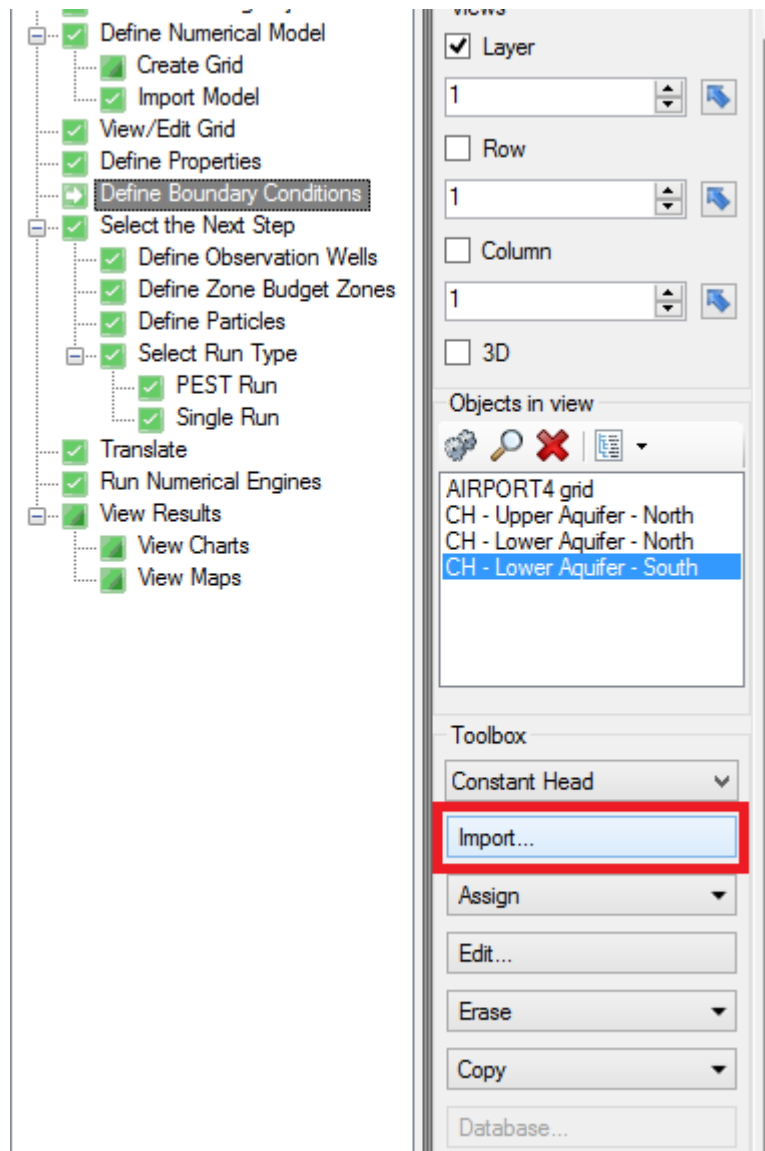 Define Numerical Model
Create Grid
Import Model
View/Edit Grid
Define Properties
Define Boundary Conditions
Select the Next Step
Define Observation Wells
Define Zone Budget Zones
Define Particles
Select Run Type
PEST Run
Single Run
Translate
Run Numerical Engines
View Results
View Charts
View Maps
Views
Layer
1
Row
1
Column
1
3D
Objects in view
AIRPORT4 grid
CH - Upper Aquifer - North
CH - Lower Aquifer - North
CH - Lower Aquifer - South
Toolbox
Constant Head
Import...
Assign
Edit...
Erase
Copy
Database...